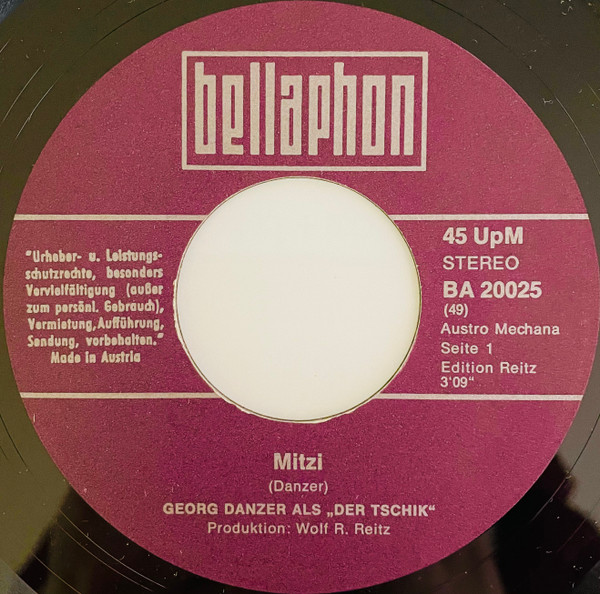 bellaphon
"Urheber- u. Leistungs-
schutzrechte, besonders
Vervielfältigung (außer
zum persönl. Gebrauch),
Vermietung, Aufführung,
Sendung, vorbehalten."
Made in Austria
45 UpM
STEREO
BA 20025
(49)
Austro Mechana
Seite 1
Edition Reitz
3'09"
Mitzi
(Danzer)
GEORG DANZER ALS „DER TSCHIK"
Produktion: Wolf R. Reitz